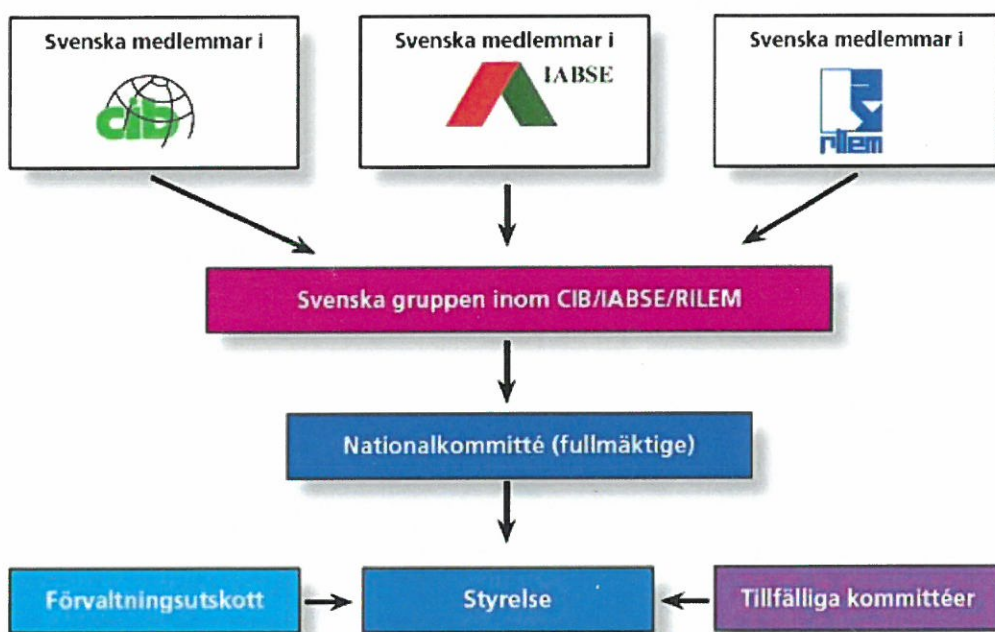 Svenska medlemmar i
cib
Svenska medlemmar i
IABSE
Svenska medlemmar i
rilem
Svenska gruppen inom CIB/IABSE/RILEM
Nationalkommitté (fullmäktige)
Förvaltningsutskott
Styrelse
Tillfälliga kommittéer